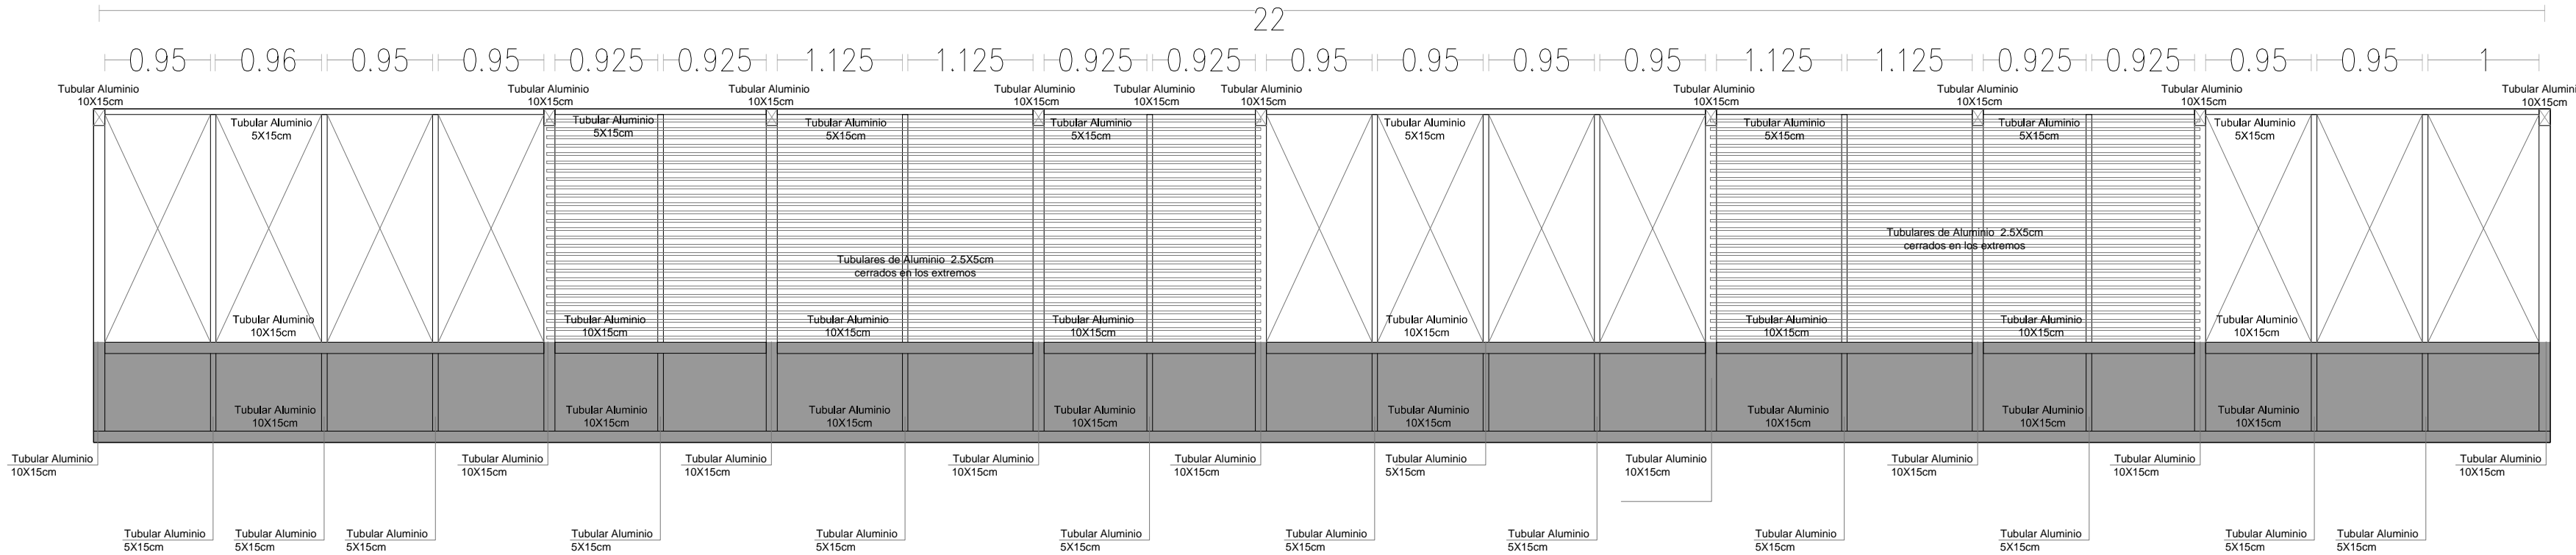 22
0.95 0.96 0.95 0.95 0.925 0.925 1.125 1.125 0.925 0.925 0.95 0.95 0.95 0.95 1.125 1.125 0.925 0.925 0.95 0.95 1
Tubular Aluminio
10X15cm
Tubular Aluminio
10X15cm
Tubular Aluminio
10X15cm
Tubular Aluminio
10X15cm
Tubular Aluminio
10X15cm
Tubular Aluminio
10X15cm
Tubular Aluminio
10X15cm
Tubular Aluminio
10X15cm
Tubular Aluminio
10X15cm
Tubular Alumini
10X15cm
Tubular Aluminio
5X15cm
Tubular Aluminio
5X15cm
Tubular Aluminio
5X15cm
Tubular Aluminio
5X15cm
Tubular Aluminio
5X15cm
Tubular Aluminio
5X15cm
Tubular Aluminio
5X15cm
Tubular Aluminio
5X15cm
Tubulares de Aluminio 2.5X5cm
cerrados en los extremos
Tubulares de Aluminio 2.5X5cm
cerrados en los extremos
Tubular Aluminio
10X15cm
Tubular Aluminio
10X15cm
Tubular Aluminio
10X15cm
Tubular Aluminio
10X15cm
Tubular Aluminio
10X15cm
Tubular Aluminio
10X15cm
Tubular Aluminio
10X15cm
Tubular Aluminio
10X15cm
Tubular Aluminio
10X15cm
Tubular Aluminio
10X15cm
Tubular Aluminio
10X15cm
Tubular Aluminio
10X15cm
Tubular Aluminio
10X15cm
Tubular Aluminio
10X15cm
Tubular Aluminio
10X15cm
Tubular Aluminio
10X15cm
Tubular Aluminio
10X15cm
Tubular Aluminio
10X15cm
Tubular Aluminio
10X15cm
Tubular Aluminio
10X15cm
Tubular Aluminio
10X15cm
Tubular Aluminio
5X15cm
Tubular Aluminio
10X15cm
Tubular Aluminio
10X15cm
Tubular Aluminio
10X15cm
Tubular Aluminio
10X15cm
Tubular Aluminio
5X15cm
Tubular Aluminio
5X15cm
Tubular Aluminio
5X15cm
Tubular Aluminio
5X15cm
Tubular Aluminio
5X15cm
Tubular Aluminio
5X15cm
Tubular Aluminio
5X15cm
Tubular Aluminio
5X15cm
Tubular Aluminio
5X15cm
Tubular Aluminio
5X15cm
Tubular Aluminio
5X15cm
Tubular Aluminio
5X15cm